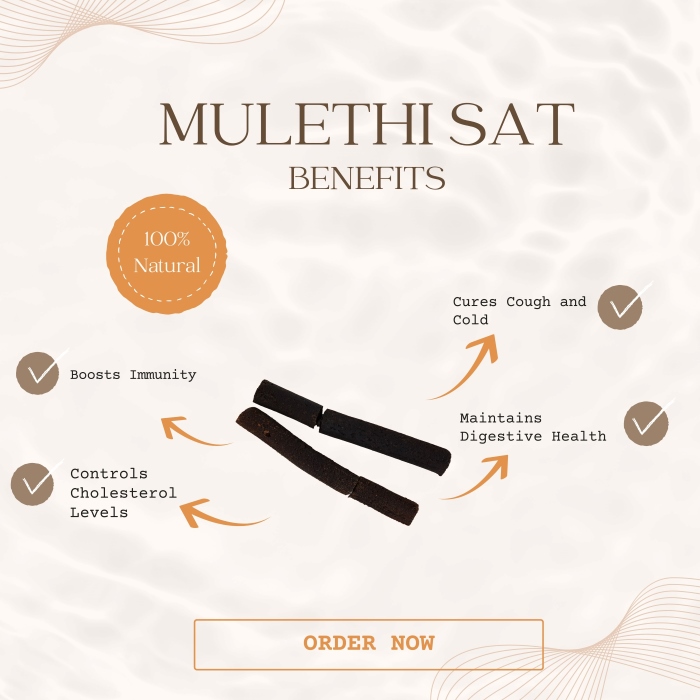 MULETHI SAT
BENEFITS
100%
Natural
Cures Cough and
Cold
Boosts Immunity
Maintains
Digestive Health
Controls
Cholesterol
Levels
ORDER NOW